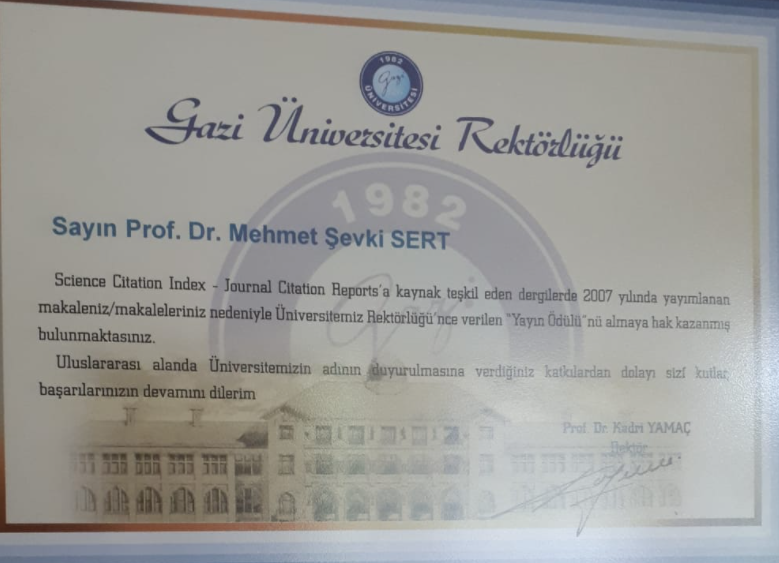 1982
Gazi
ÜNİVERSİTESİ
Gazi Üniversitesi Rektörlüğü
1982
Sayın Prof. Dr. Mehmet Şevki SERT
Science Citation Index - Journal Citation Reports'a kaynak teşkil eden dergilerde 2007 yılında yayımlanan
makaleniz/makaleleriniz nedeniyle Üniversitemiz Rektörlüğü'nce verilen "Yayın Ödülü"nü almaya hak kazanmış
bulunmaktasınız.
Uluslararası alanda Üniversitemizin adının duyurulmasına verdiğiniz katkılardan dolayı sizi kutlar,
başarılarınızın devamını dilerim
Prof. Dr. Kadri YAMAÇ
Rektör